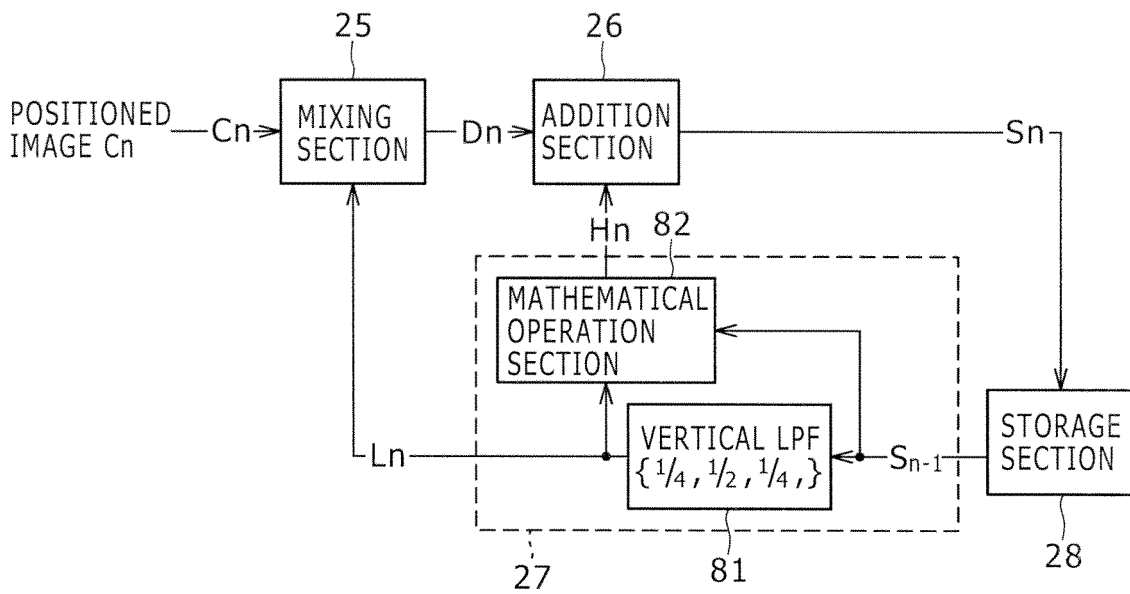 25
26
POSITIONED
IMAGE Cn
Cn
MIXING
SECTION
Dn
ADDITION
SECTION
Sn
Hn
82
MATHEMATICAL
OPERATION
SECTION
Ln
VERTICAL LPF
{1/4, 1/2, 1/4,}
Sn-1
STORAGE
SECTION
27
81
28